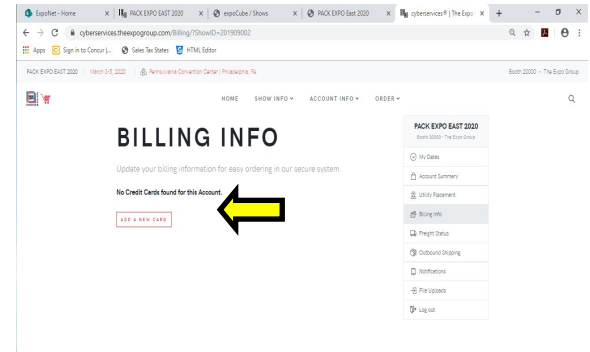 ExpoNet - Home
PACK EXPO EAST 2020
expoCube / Shows
PACK EXPO East 2020
cyberservices® | The Expo
cyberservices.theexpogroup.com/Billing/?ShowID=201909002
Apps Sign in to Concur |... Sales Tax States HTML Editor
PACK EXPO EAST 2020 March 3-5, 2020 Pennsylvania Convention Center | Philadelphia, PA Booth 20000 - The Expo Group
HOME SHOW INFO ACCOUNT INFO ORDER
BILLING INFO
Update your billing information for easy ordering in our secure system
No Credit Cards found for this Account.
ADD A NEW CARD
PACK EXPO EAST 2020
Booth 20000 - The Expo Group
My Dates
Account Summary
Utility Placement
Billing Info
Freight Status
Outbound Shipping
Notifications
File Uploads
Log out